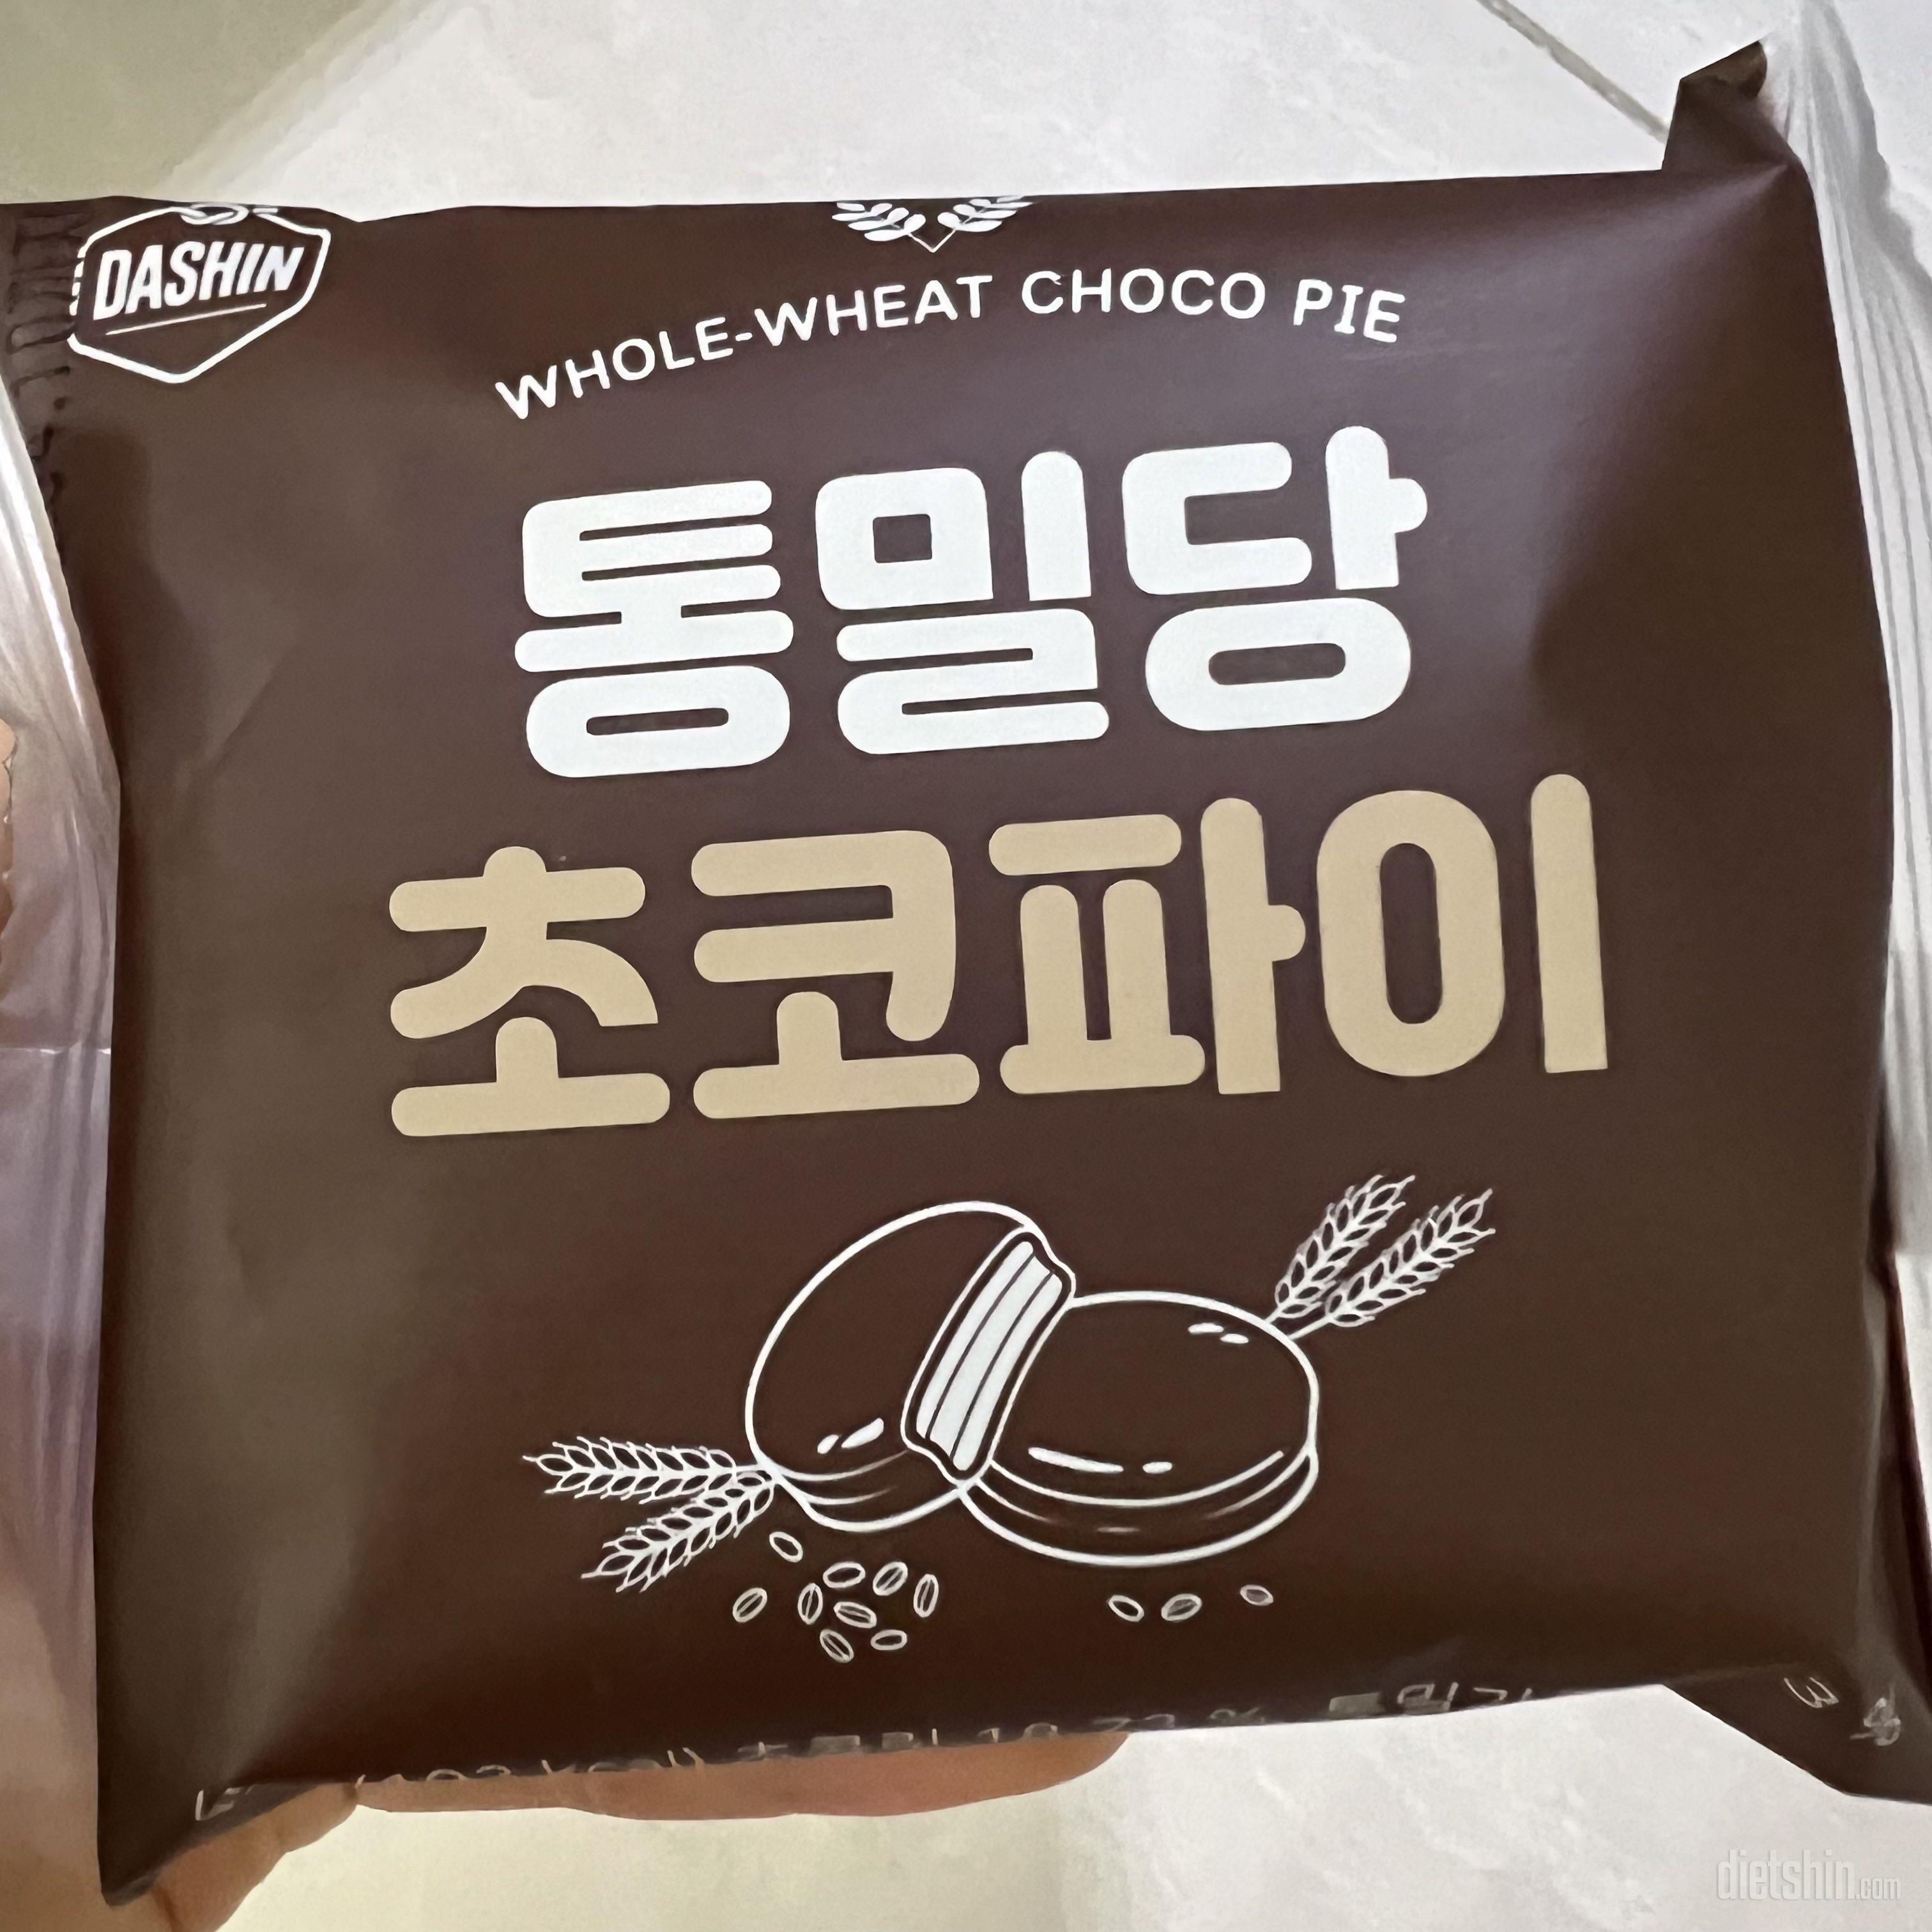 DASHIN
WHOLE-WHEAT CHOCO PIE
통밀당
초코파이
dietshin.com